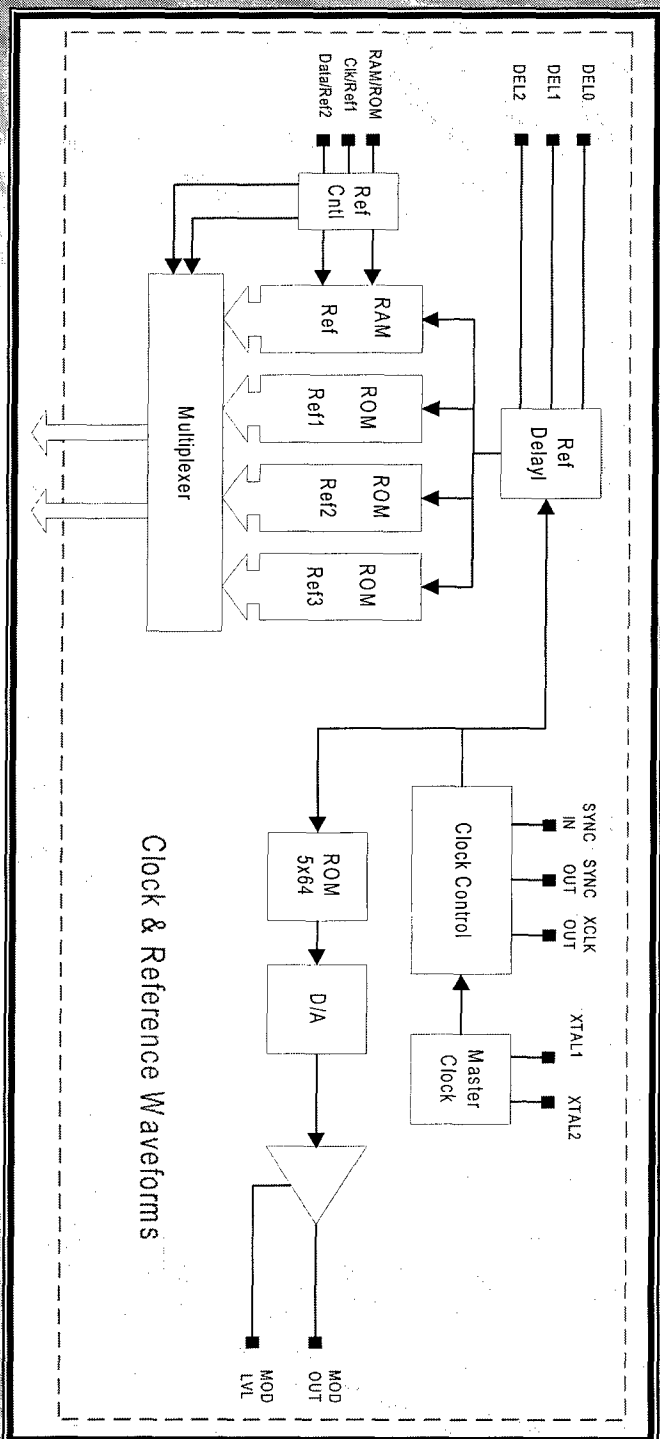 DEL0
DEL1
DEL2
Ref
Delayl
SYNC
IN
SYNC
OUT
XCLK
OUT
XTAL1
XTAL2
Clock Control
Master
Clock
RAM/ROM
Clk/Ref1
Data/Ref2
Ref
Cntl
RAM
Ref
ROM
Ref1
ROM
Ref2
ROM
Ref3
Multiplexer
ROM
5x64
D/A
MOD
OUT
MOD
LVL
Clock & Reference Waveforms